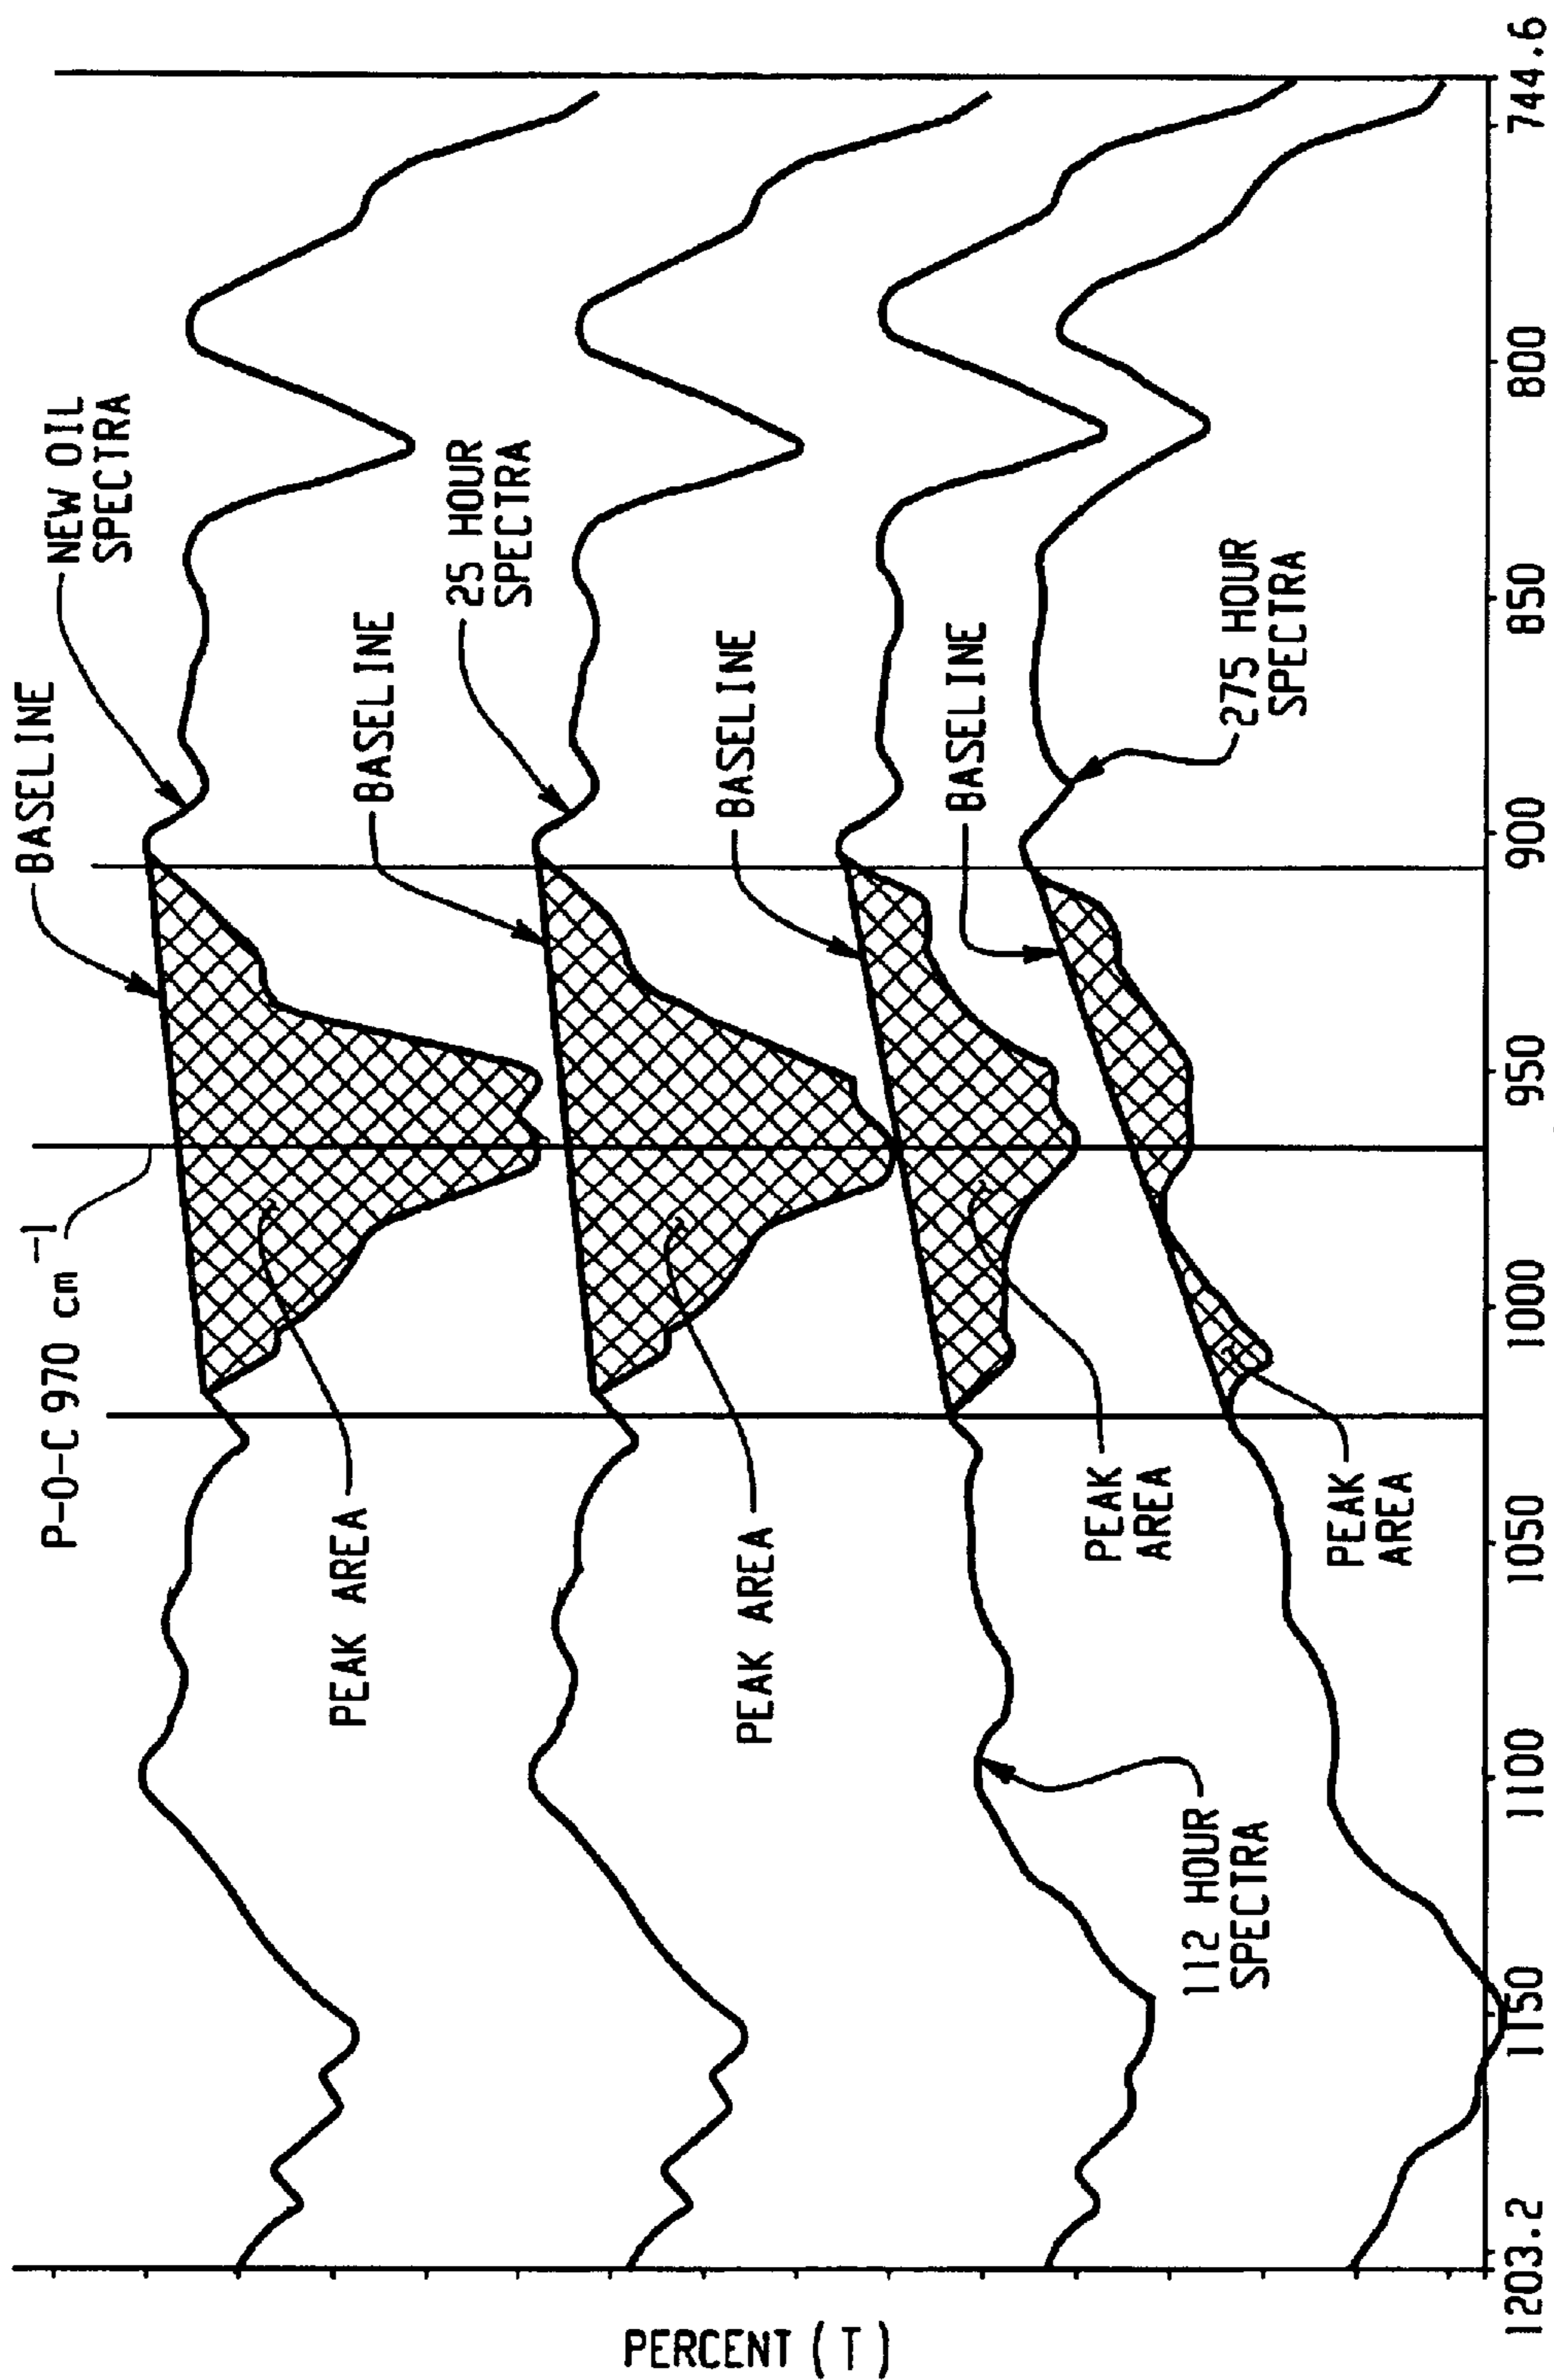 P-O-C 970 cm⁻¹
BASELINE
NEW OIL
SPECTRA
PEAK AREA
BASELINE
25 HOUR
SPECTRA
PEAK AREA
BASELINE
PEAK
AREA
BASELINE
112 HOUR
SPECTRA
PEAK
AREA
275 HOUR
SPECTRA
PERCENT (T)
1203.2 1150 1100 1050 1000 950 900 850 800 744.6